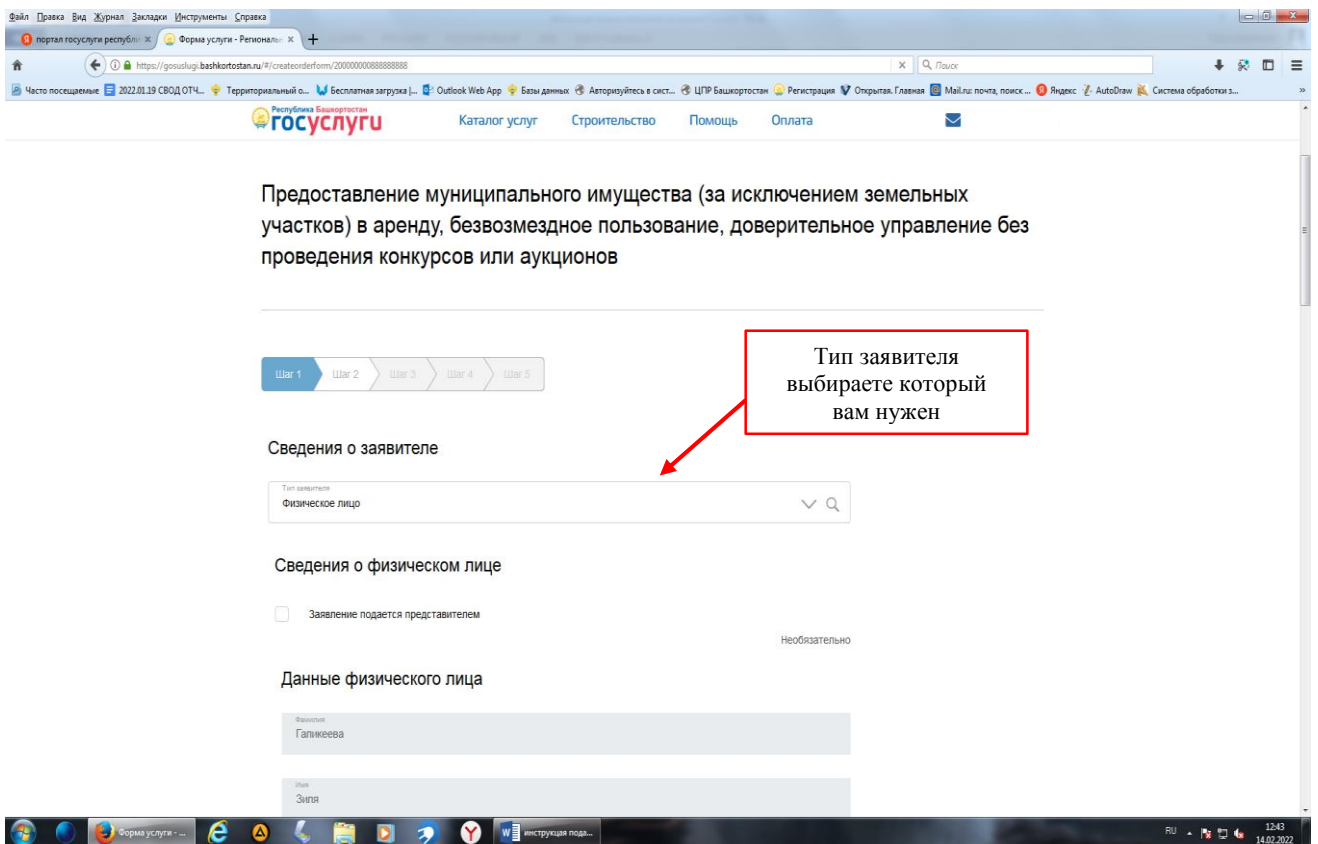 Файл Правка Вид Журнал Закладки Инструменты Справка
портал госуслуги республи
Форма услуги - Региональн
https://gosuslugi.bashkortostan.ru/#/createorderform/20000000888888888
Поиск
Часто посещаемые 2022.01.19 СВОД ОТЧ... Территориальный о... Бесплатная загрузка |... Outlook Web App Базы данных Авторизуйтесь в сист... ЦПР Башкортостан Регистрация Открытая. Главная Mail.ru: почта, поиск ... Яндекс AutoDraw Система обработки з...
Республика Башкортостан
госуслуги
Каталог услуг Строительство Помощь Оплата
Предоставление муниципального имущества (за исключением земельных
участков) в аренду, безвозмездное пользование, доверительное управление без
проведения конкурсов или аукционов
Шаг 1 Шаг 2 Шаг 3 Шаг 4 Шаг 5
Тип заявителя
выбираете который
вам нужен
Сведения о заявителе
Тип заявителя
Физическое лицо
Сведения о физическом лице
Заявление подается представителем
Необязательно
Данные физического лица
Фамилия
Галикеева
Имя
Зиля
Форма услуги - ...
инструкция пода...
RU
12:43
14.02.2022